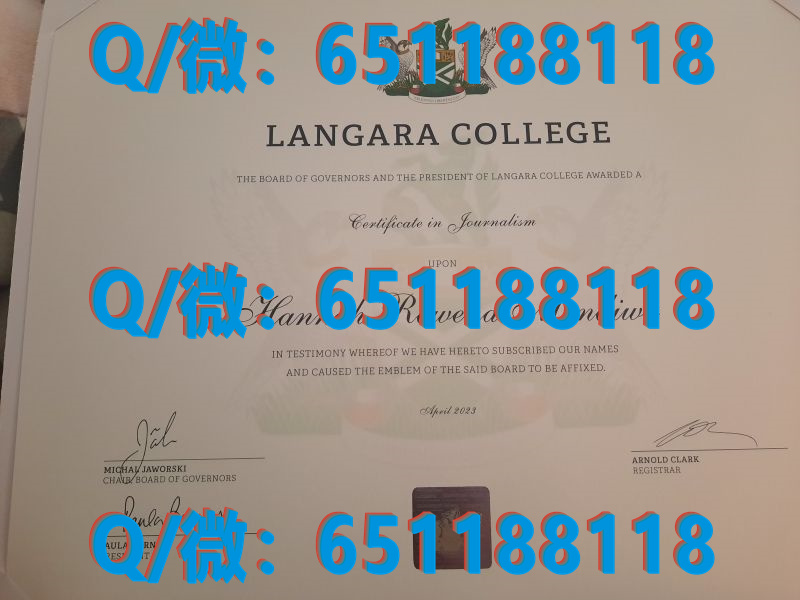 Q/微：651188118
LANGARA COLLEGE
THE BOARD OF GOVERNORS AND THE PRESIDENT OF LANGARA COLLEGE AWARDED A
Certificate in Journalism
UPON
Q/微：651188118
IN TESTIMONY WHEREOF WE HAVE HERETO SUBSCRIBED OUR NAMES
AND CAUSED THE EMBLEM OF THE SAID BOARD TO BE AFFIXED.
April 2023
MICHAL JAWORSKI
CHAIR, BOARD OF GOVERNORS
ARNOLD CLARK
REGISTRAR
Q/微：651188118